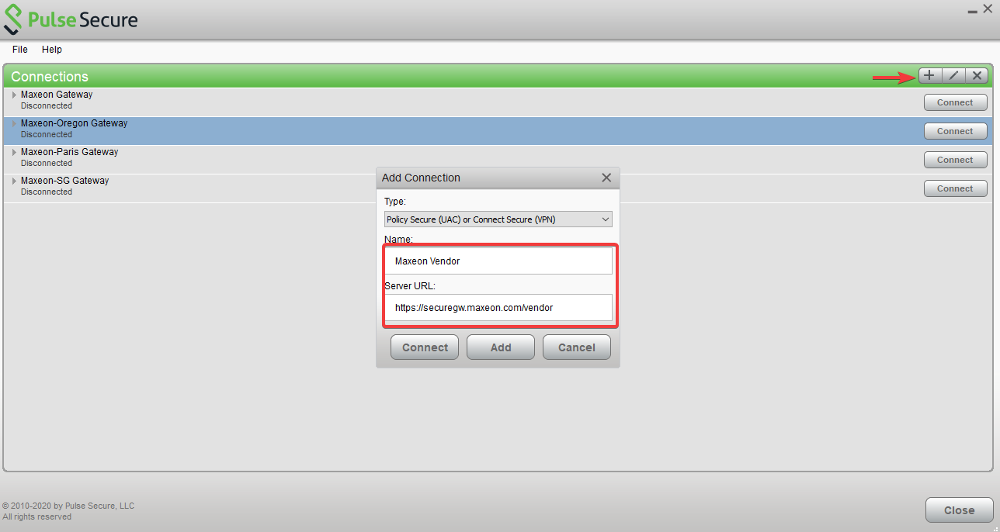 Pulse Secure
File Help
Connections
Maxeon Gateway
Disconnected
Connect
Maxeon-Oregon Gateway
Disconnected
Connect
Maxeon-Paris Gateway
Disconnected
Connect
Maxeon-SG Gateway
Disconnected
Connect
Add Connection
Type:
Policy Secure (UAC) or Connect Secure (VPN)
Name:
Maxeon Vendor
Server URL:
https://securegw.maxeon.com/vendor
Connect Add Cancel
© 2010-2020 by Pulse Secure, LLC
All rights reserved
Close